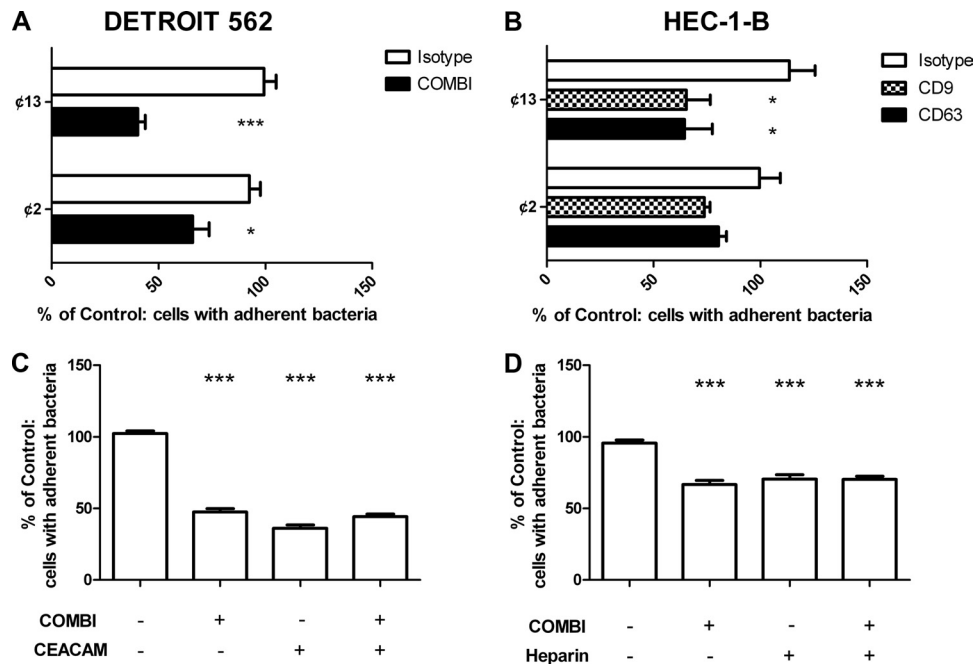 A DETROIT 562
Isotype
COMBI
¢13
***
¢2
*
0 50 100 150
% of Control: cells with adherent bacteria
B HEC-1-B
Isotype
CD9
CD63
¢13
*
*
¢2
0 50 100 150
% of Control: cells with adherent bacteria
C
% of Control:
cells with adherent bacteria
150
100
50
0
*** *** ***
COMBI - + - +
CEACAM - - + +
D
% of Control:
cells with adherent bacteria
150
100
50
0
*** *** ***
COMBI - + - +
Heparin - - + +